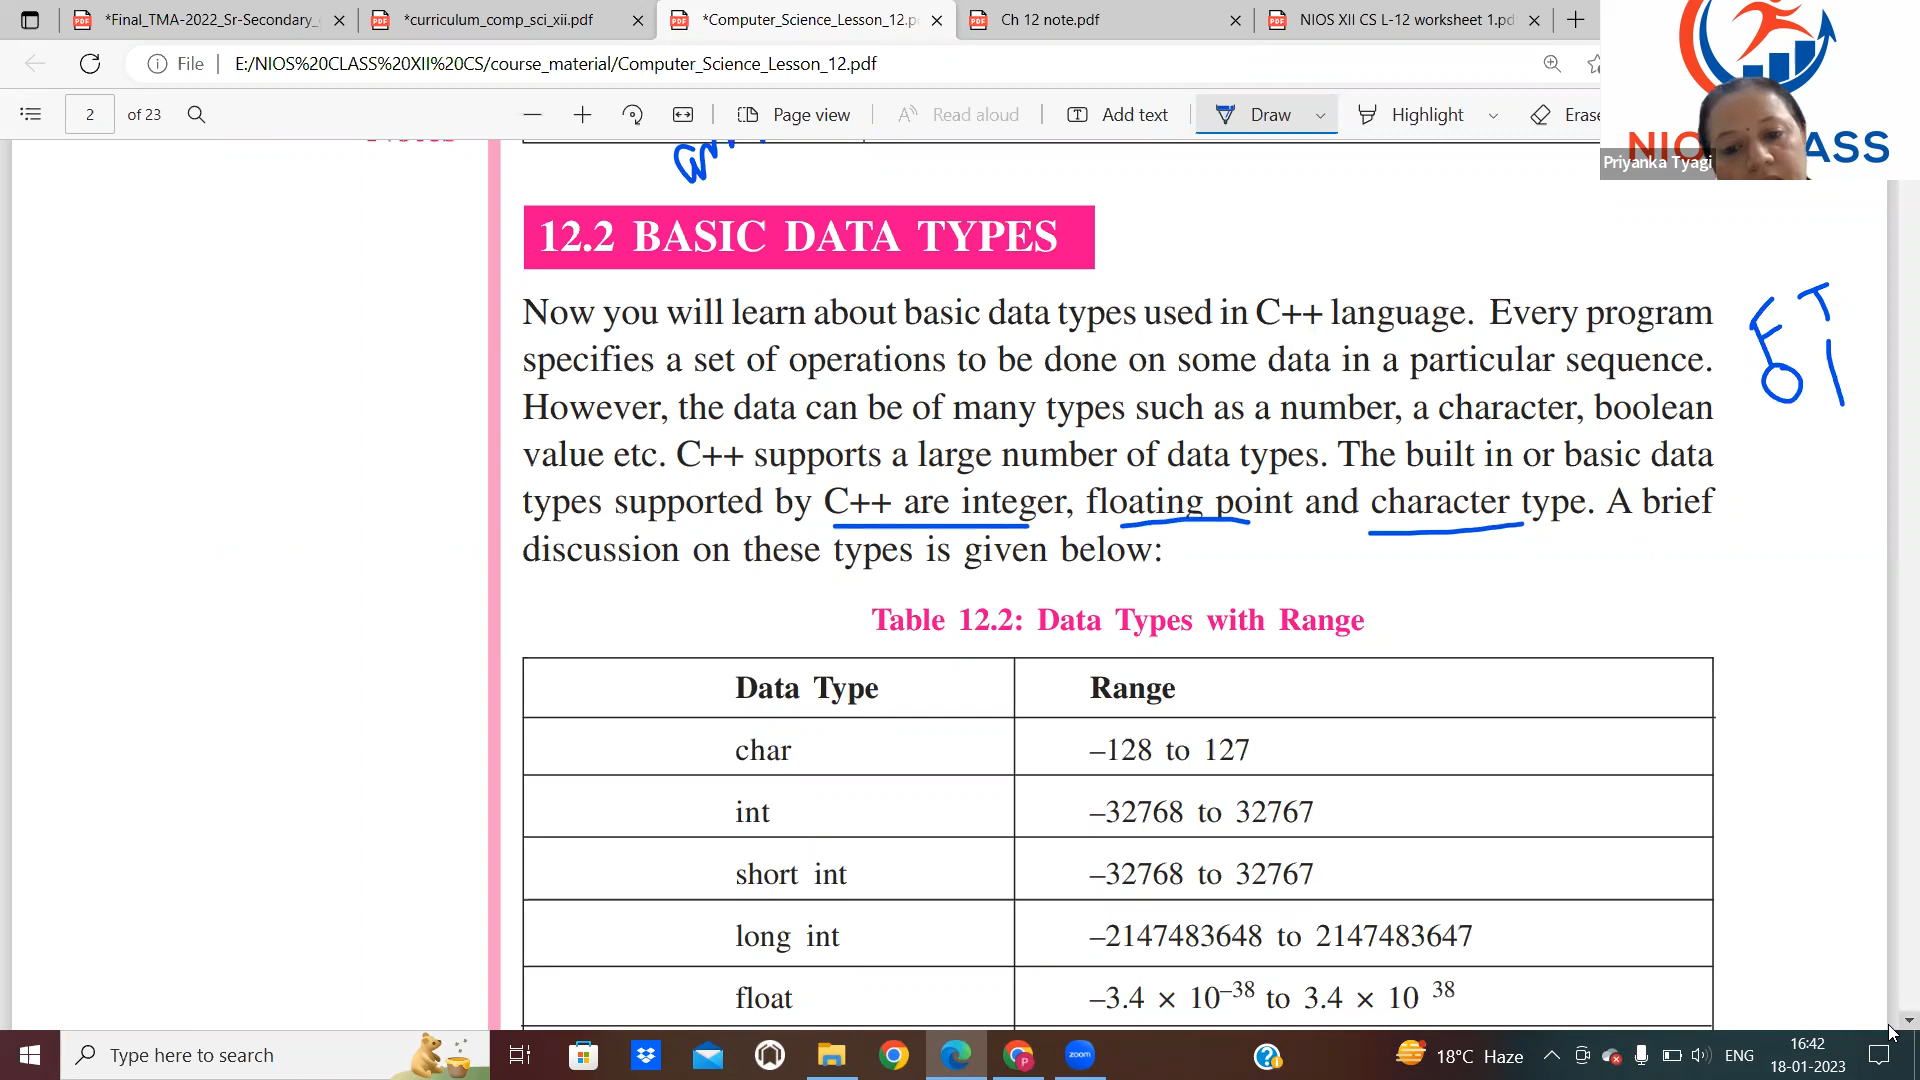 *Final_TMA-2022_Sr-Secondary_
*curriculum_comp_sci_xii.pdf
*Computer_Science_Lesson_12.p
Ch 12 note.pdf
NIOS XII CS L-12 worksheet 1.pd
File
E:/NIOS%20CLASS%20XII%20CS/course_material/Computer_Science_Lesson_12.pdf
2 of 23
Page view
Read aloud
Add text
Draw
Highlight
Erase
Priyanka Tyagi
12.2 BASIC DATA TYPES
Now you will learn about basic data types used in C++ language. Every program
specifies a set of operations to be done on some data in a particular sequence.
However, the data can be of many types such as a number, a character, boolean
value etc. C++ supports a large number of data types. The built in or basic data
types supported by C++ are integer, floating point and character type. A brief
discussion on these types is given below:
Table 12.2: Data Types with Range
Data Type Range
char –128 to 127
int –32768 to 32767
short int –32768 to 32767
long int –2147483648 to 2147483647
float –3.4 × 10–38 to 3.4 × 10 38
Type here to search
zoom
18°C Haze
ENG
16:42
18-01-2023